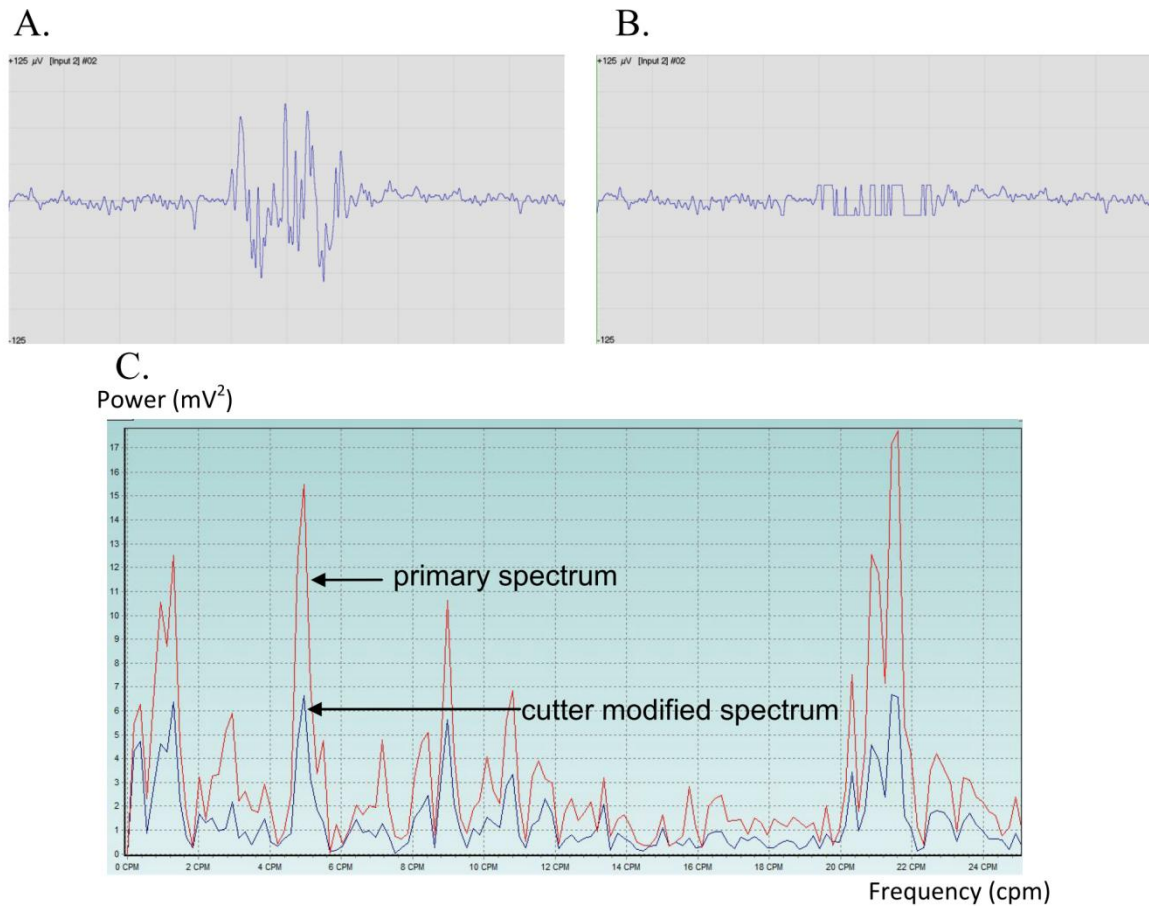 A.
B.
+125 µV [Input 2] #02
-125
+125 µV [Input 2] #02
-125
C.
Power (mV²)
17
16
15
14
13
12
11
10
9
8
7
6
5
4
3
2
1
0
primary spectrum
cutter modified spectrum
0 CPM 2 CPM 4 CPM 6 CPM 8 CPM 10 CPM 12 CPM 14 CPM 16 CPM 18 CPM 20 CPM 22 CPM 24 CPM
Frequency (cpm)